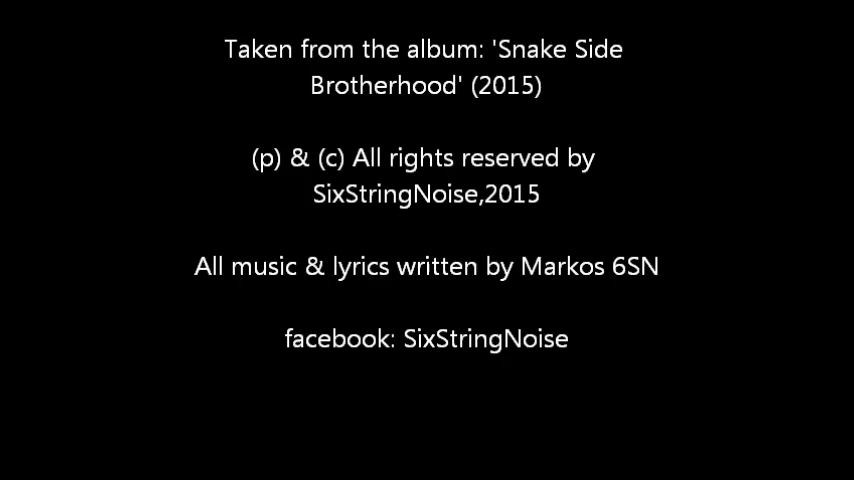 Taken from the album: 'Snake Side
Brotherhood' (2015)
(p) & (c) All rights reserved by
SixStringNoise,2015
All music & lyrics written by Markos 6SN
facebook: SixStringNoise